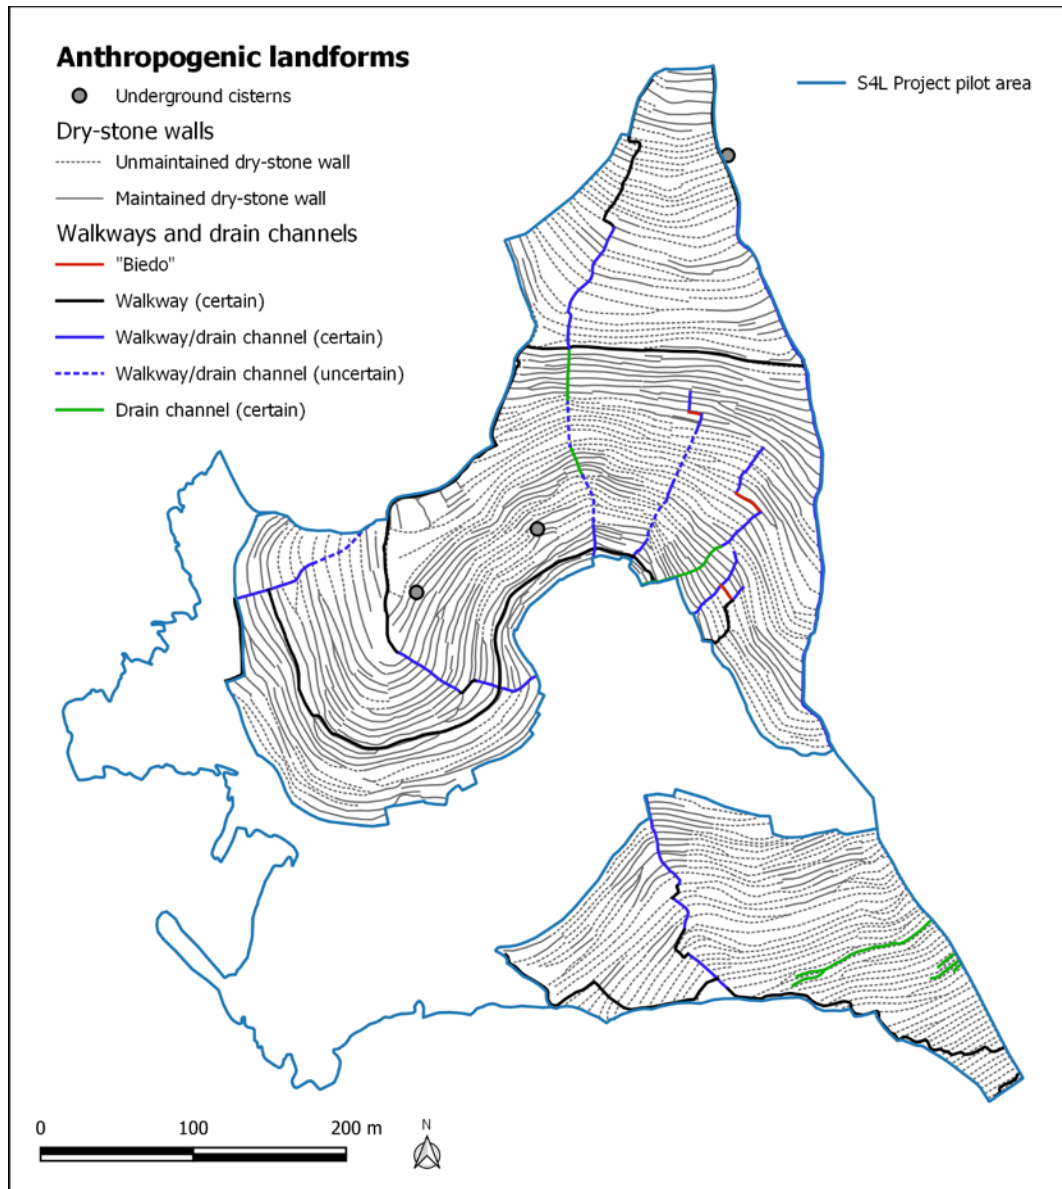 Anthropogenic landforms
Underground cisterns
Dry-stone walls
Unmaintained dry-stone wall
Maintained dry-stone wall
Walkways and drain channels
"Biedo"
Walkway (certain)
Walkway/drain channel (certain)
Walkway/drain channel (uncertain)
Drain channel (certain)
S4L Project pilot area
0 100 200 m
N